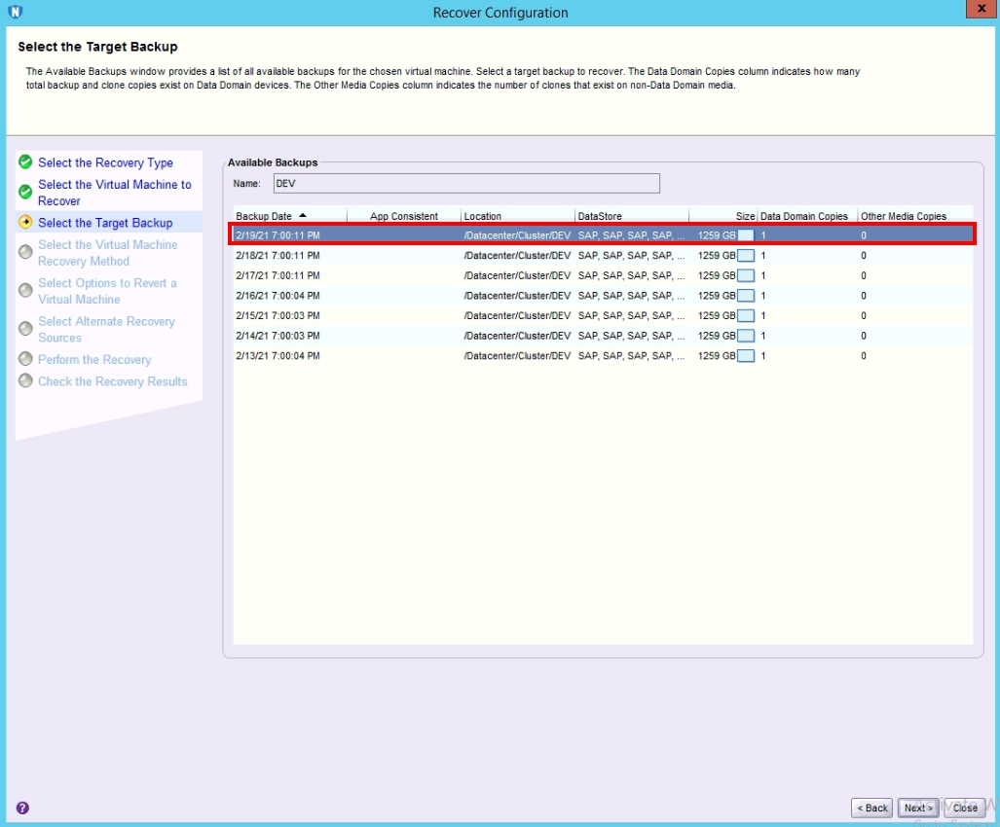 Recover Configuration
x
Select the Target Backup
The Available Backups window provides a list of all available backups for the chosen virtual machine. Select a target backup to recover. The Data Domain Copies column indicates how many
total backup and clone copies exist on Data Domain devices. The Other Media Copies column indicates the number of clones that exist on non-Data Domain media.
Select the Recovery Type
Select the Virtual Machine to
Recover
Select the Target Backup
Select the Virtual Machine
Recovery Method
Select Options to Revert a
Virtual Machine
Select Alternate Recovery
Sources
Perform the Recovery
Check the Recovery Results
Available Backups
Name: DEV
Backup Date App Consistent Location DataStore Size Data Domain Copies Other Media Copies
2/19/21 7:00:11 PM /Datacenter/Cluster/DEV SAP, SAP, SAP, SAP, ... 1259 GB 1 0
2/18/21 7:00:11 PM /Datacenter/Cluster/DEV SAP, SAP, SAP, SAP, ... 1259 GB 1 0
2/17/21 7:00:11 PM /Datacenter/Cluster/DEV SAP, SAP, SAP, SAP, ... 1259 GB 1 0
2/16/21 7:00:04 PM /Datacenter/Cluster/DEV SAP, SAP, SAP, SAP, ... 1259 GB 1 0
2/15/21 7:00:03 PM /Datacenter/Cluster/DEV SAP, SAP, SAP, SAP, ... 1259 GB 1 0
2/14/21 7:00:03 PM /Datacenter/Cluster/DEV SAP, SAP, SAP, SAP, ... 1259 GB 1 0
2/13/21 7:00:04 PM /Datacenter/Cluster/DEV SAP, SAP, SAP, SAP, ... 1259 GB 1 0
?
< Back Next > Close
Activate W